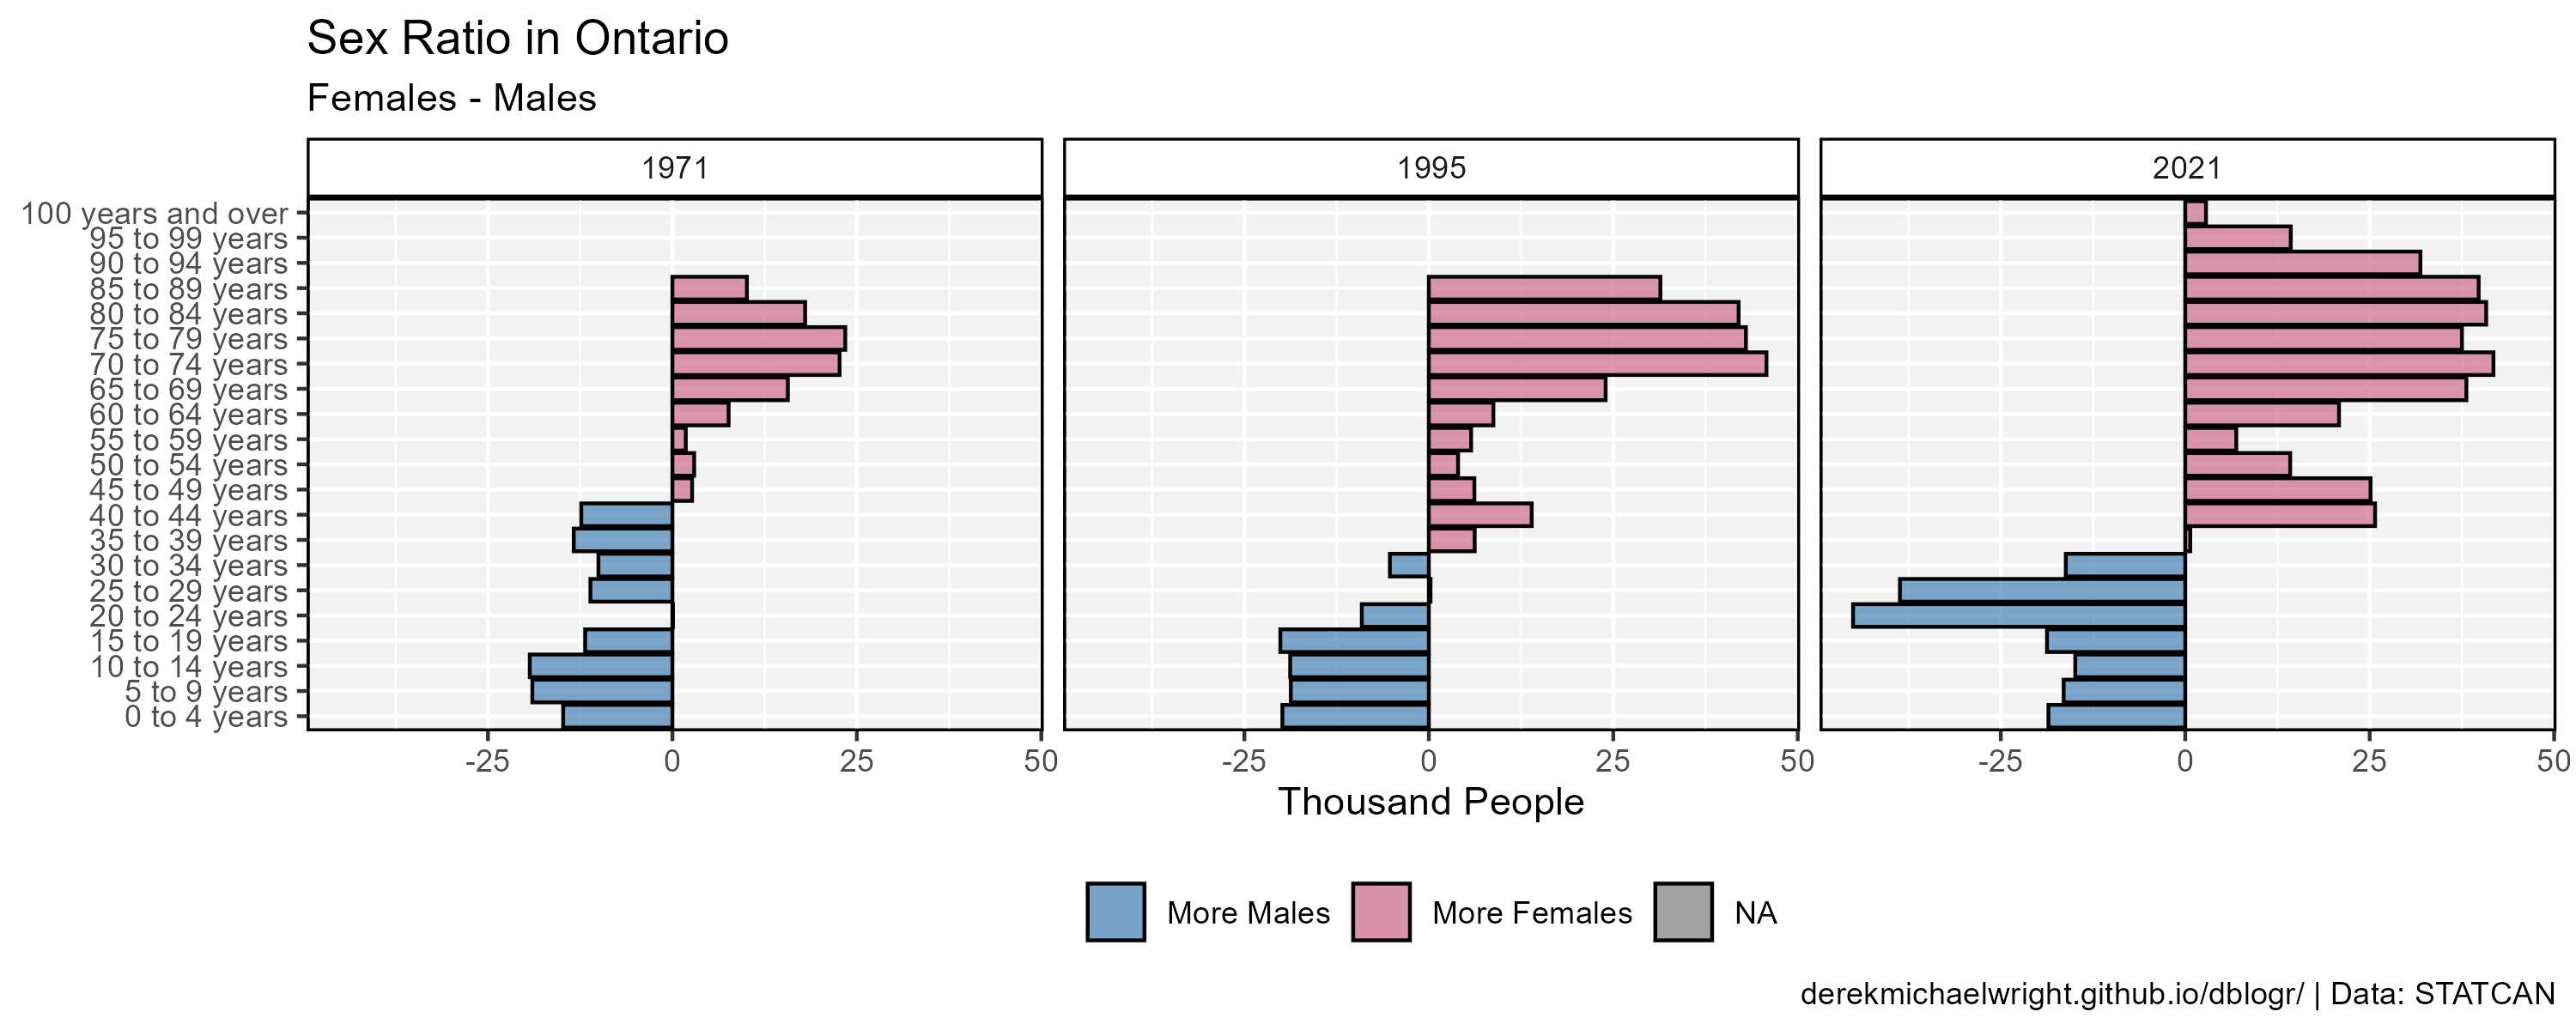 Sex Ratio in Ontario
Females - Males
1971 1995 2021
100 years and over
95 to 99 years
90 to 94 years
85 to 89 years
80 to 84 years
75 to 79 years
70 to 74 years
65 to 69 years
60 to 64 years
55 to 59 years
50 to 54 years
45 to 49 years
40 to 44 years
35 to 39 years
30 to 34 years
25 to 29 years
20 to 24 years
15 to 19 years
10 to 14 years
5 to 9 years
0 to 4 years
-25 0 25 50 -25 0 25 50 -25 0 25 50
Thousand People
More Males More Females NA
derekmichaelwright.github.io/dblogr/ | Data: STATCAN